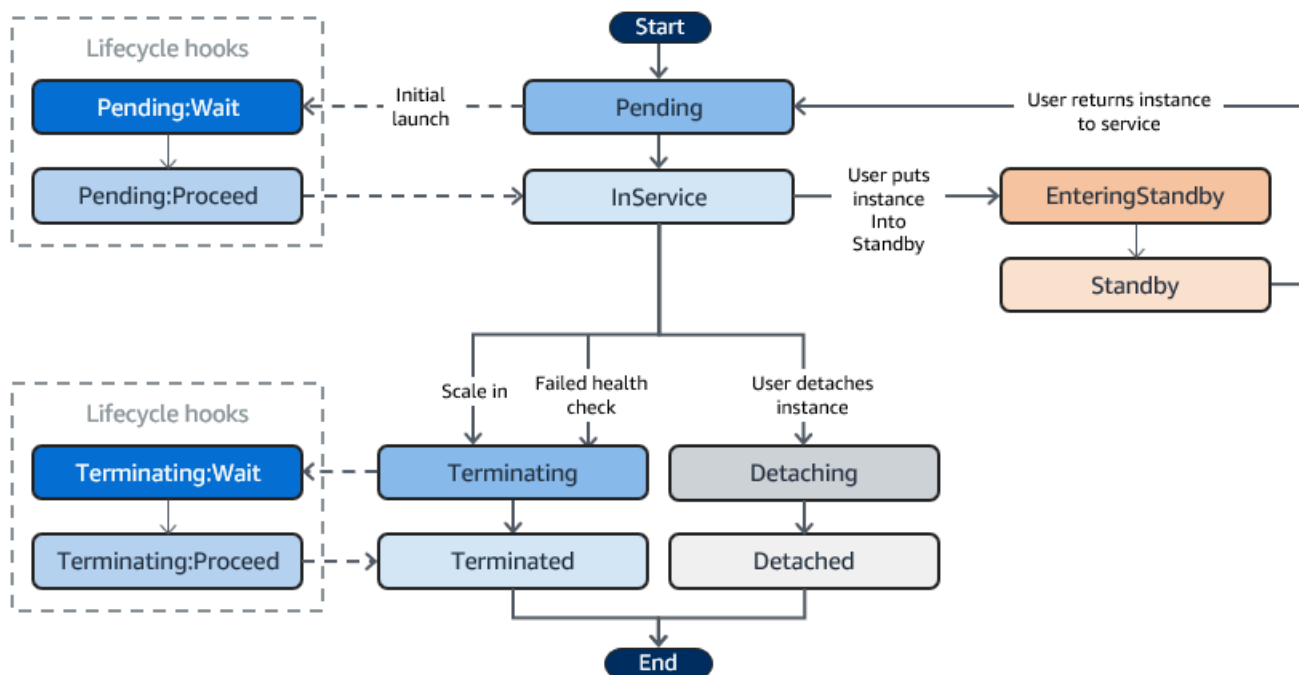 Start
Lifecycle hooks
Pending:Wait
Initial
launch
Pending
User returns instance
to service
Pending:Proceed
InService
User puts
instance
Into
Standby
EnteringStandby
Standby
Scale in
Failed health
check
User detaches
instance
Lifecycle hooks
Terminating:Wait
Terminating
Detaching
Terminating:Proceed
Terminated
Detached
End